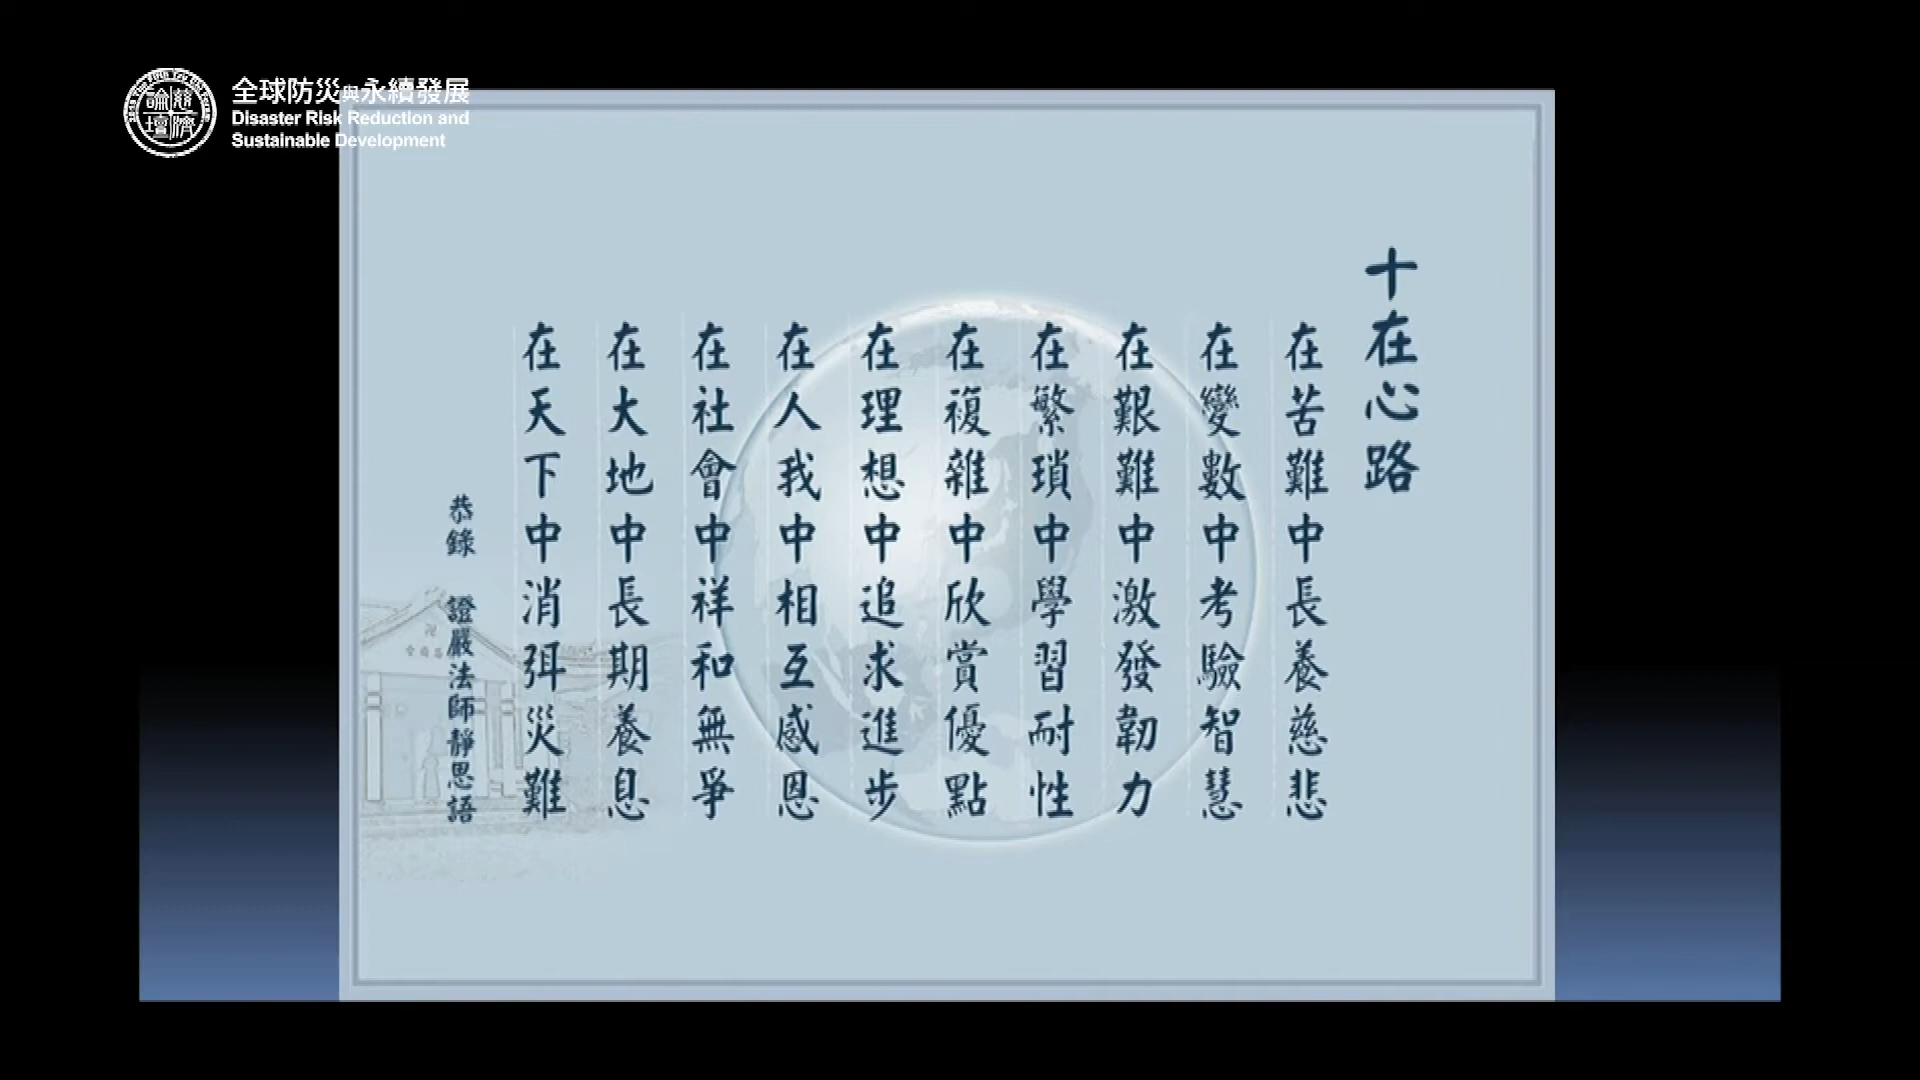 全球防災與永續發展
Disaster Risk Reduction and
Sustainable Development
十在心路
在苦難中長養慈悲
在變數中考驗智慧
在艱難中激發韌力
在繁瑣中學習耐性
在複雜中欣賞優點
在理想中追求進步
在人我中相互感恩
在社會中祥和無爭
在大地中長期養息
在天下中消弭災難
恭錄 證嚴法師靜思語